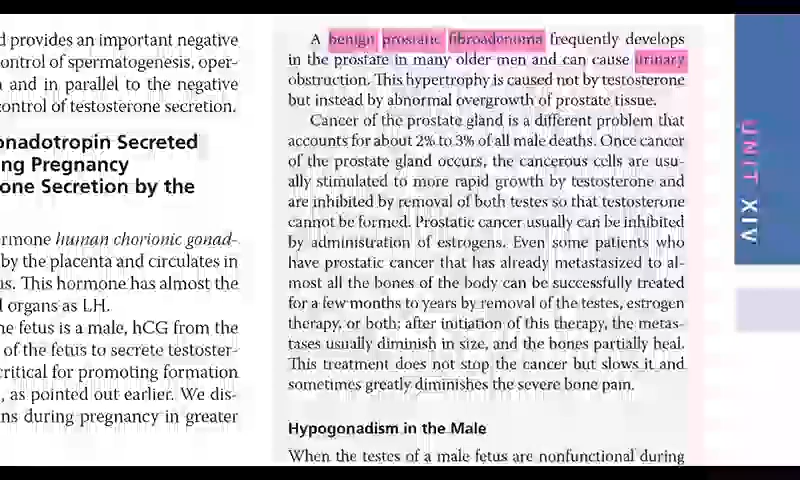 d provides an important negative
ontrol of spermatogenesis, oper-
and in parallel to the negative
control of testosterone secretion.
onadotropin Secreted
ng Pregnancy
one Secretion by the
rmone human chorionic gonad-
by the placenta and circulates in
us. This hormone has almost the
l organs as LH.
he fetus is a male, hCG from the
of the fetus to secrete testoster-
critical for promoting formation
, as pointed out earlier. We dis-
ns during pregnancy in greater
A benign prostatic fibroadenoma frequently develops
in the prostate in many older men and can cause urinary
obstruction. This hypertrophy is caused not by testosterone
but instead by abnormal overgrowth of prostate tissue.
Cancer of the prostate gland is a different problem that
accounts for about 2% to 3% of all male deaths. Once cancer
of the prostate gland occurs, the cancerous cells are usu-
ally stimulated to more rapid growth by testosterone and
are inhibited by removal of both testes so that testosterone
cannot be formed. Prostatic cancer usually can be inhibited
by administration of estrogens. Even some patients who
have prostatic cancer that has already metastasized to al-
most all the bones of the body can be successfully treated
for a few months to years by removal of the testes, estrogen
therapy, or both; after initiation of this therapy, the metas-
tases usually diminish in size, and the bones partially heal.
This treatment does not stop the cancer but slows it and
sometimes greatly diminishes the severe bone pain.
Hypogonadism in the Male
When the testes of a male fetus are nonfunctional during
UNIT XIV